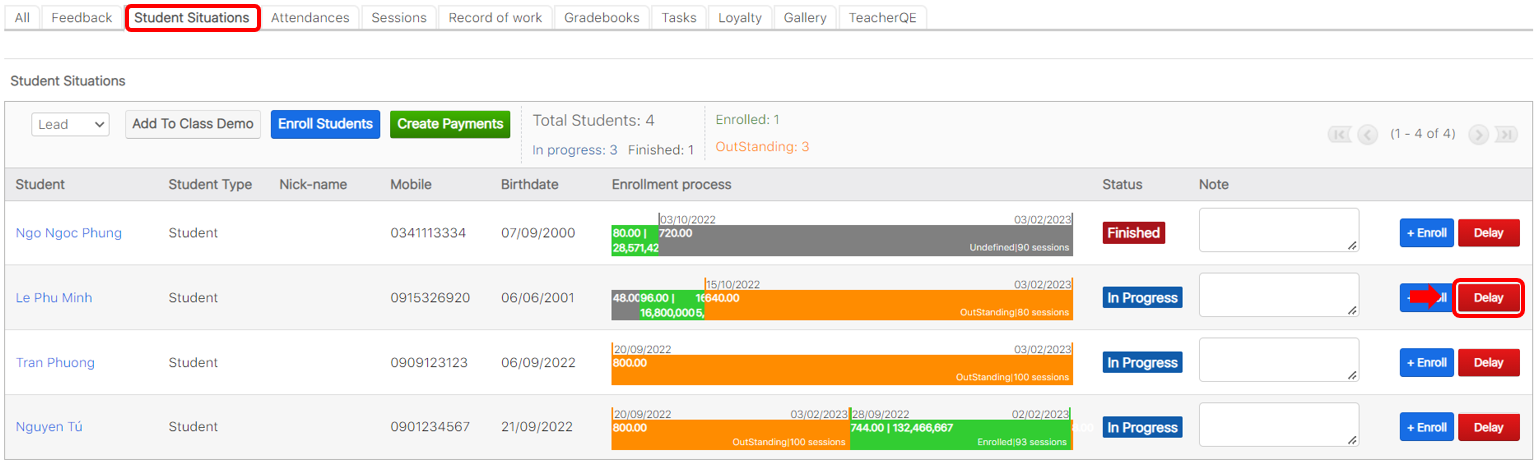 All Feedback Student Situations Attendances Sessions Record of work Gradebooks Tasks Loyalty Gallery TeacherQE
Student Situations
Lead Add To Class Demo Enroll Students Create Payments Total Students: 4 Enrolled: 1 (1 - 4 of 4)
In progress: 3 Finished: 1 OutStanding: 3
Student Student Type Nick-name Mobile Birthdate Enrollment process Status Note
03/10/2022 03/02/2023
Ngo Ngoc Phung Student 0341113334 07/09/2000 80.00 | 720.00 Finished + Enroll Delay
28,571,42 Undefined|90 sessions
15/10/2022 03/02/2023
Le Phu Minh Student 0915326920 06/06/2001 48.00 96.00 | 16 640.00 In Progress Delay
16,800,000 5, OutStanding|80 sessions
20/09/2022 03/02/2023
Tran Phuong Student 0909123123 06/09/2022 800.00 In Progress + Enroll Delay
OutStanding|100 sessions
20/09/2022 03/02/2023 28/09/2022 02/02/2023
Nguyen Tú Student 0901234567 21/09/2022 800.00 744.00 | 132,466,667 In Progress + Enroll Delay
OutStanding|100 sessions Enrolled|93 sessions